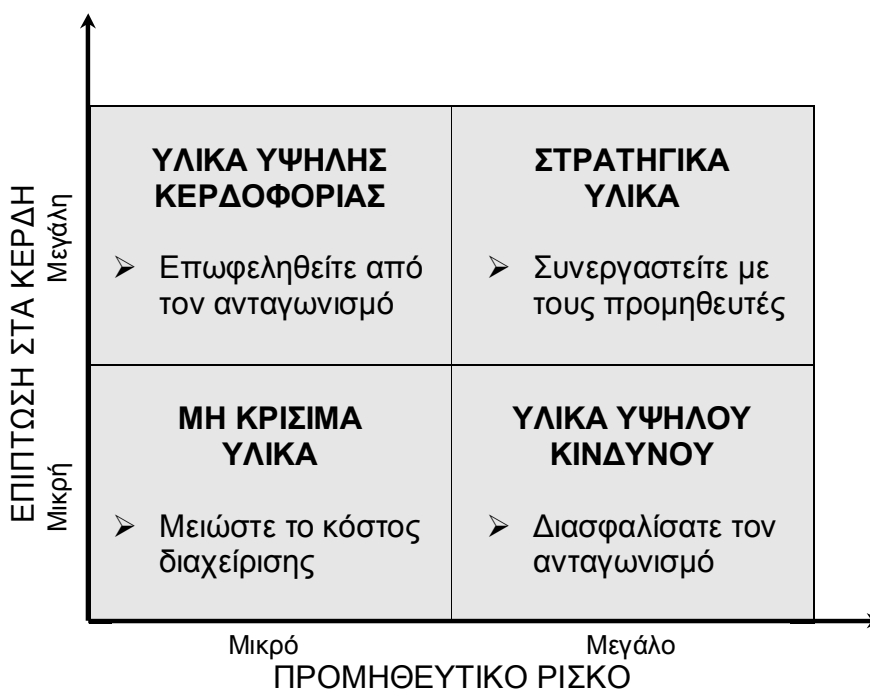 ΕΠΙΠΤΩΣΗ ΣΤΑ ΚΕΡΔΗ
Μεγάλη
Μικρή
ΥΛΙΚΑ ΥΨΗΛΗΣ
ΚΕΡΔΟΦΟΡΙΑΣ
➢ Επωφεληθείτε από
τον ανταγωνισμό
ΣΤΡΑΤΗΓΙΚΑ
ΥΛΙΚΑ
➢ Συνεργαστείτε με
τους προμηθευτές
ΜΗ ΚΡΙΣΙΜΑ
ΥΛΙΚΑ
➢ Μειώστε το κόστος
διαχείρισης
ΥΛΙΚΑ ΥΨΗΛΟΥ
ΚΙΝΔΥΝΟΥ
➢ Διασφαλίσατε τον
ανταγωνισμό
Μικρό
Μεγάλο
ΠΡΟΜΗΘΕΥΤΙΚΟ ΡΙΣΚΟ